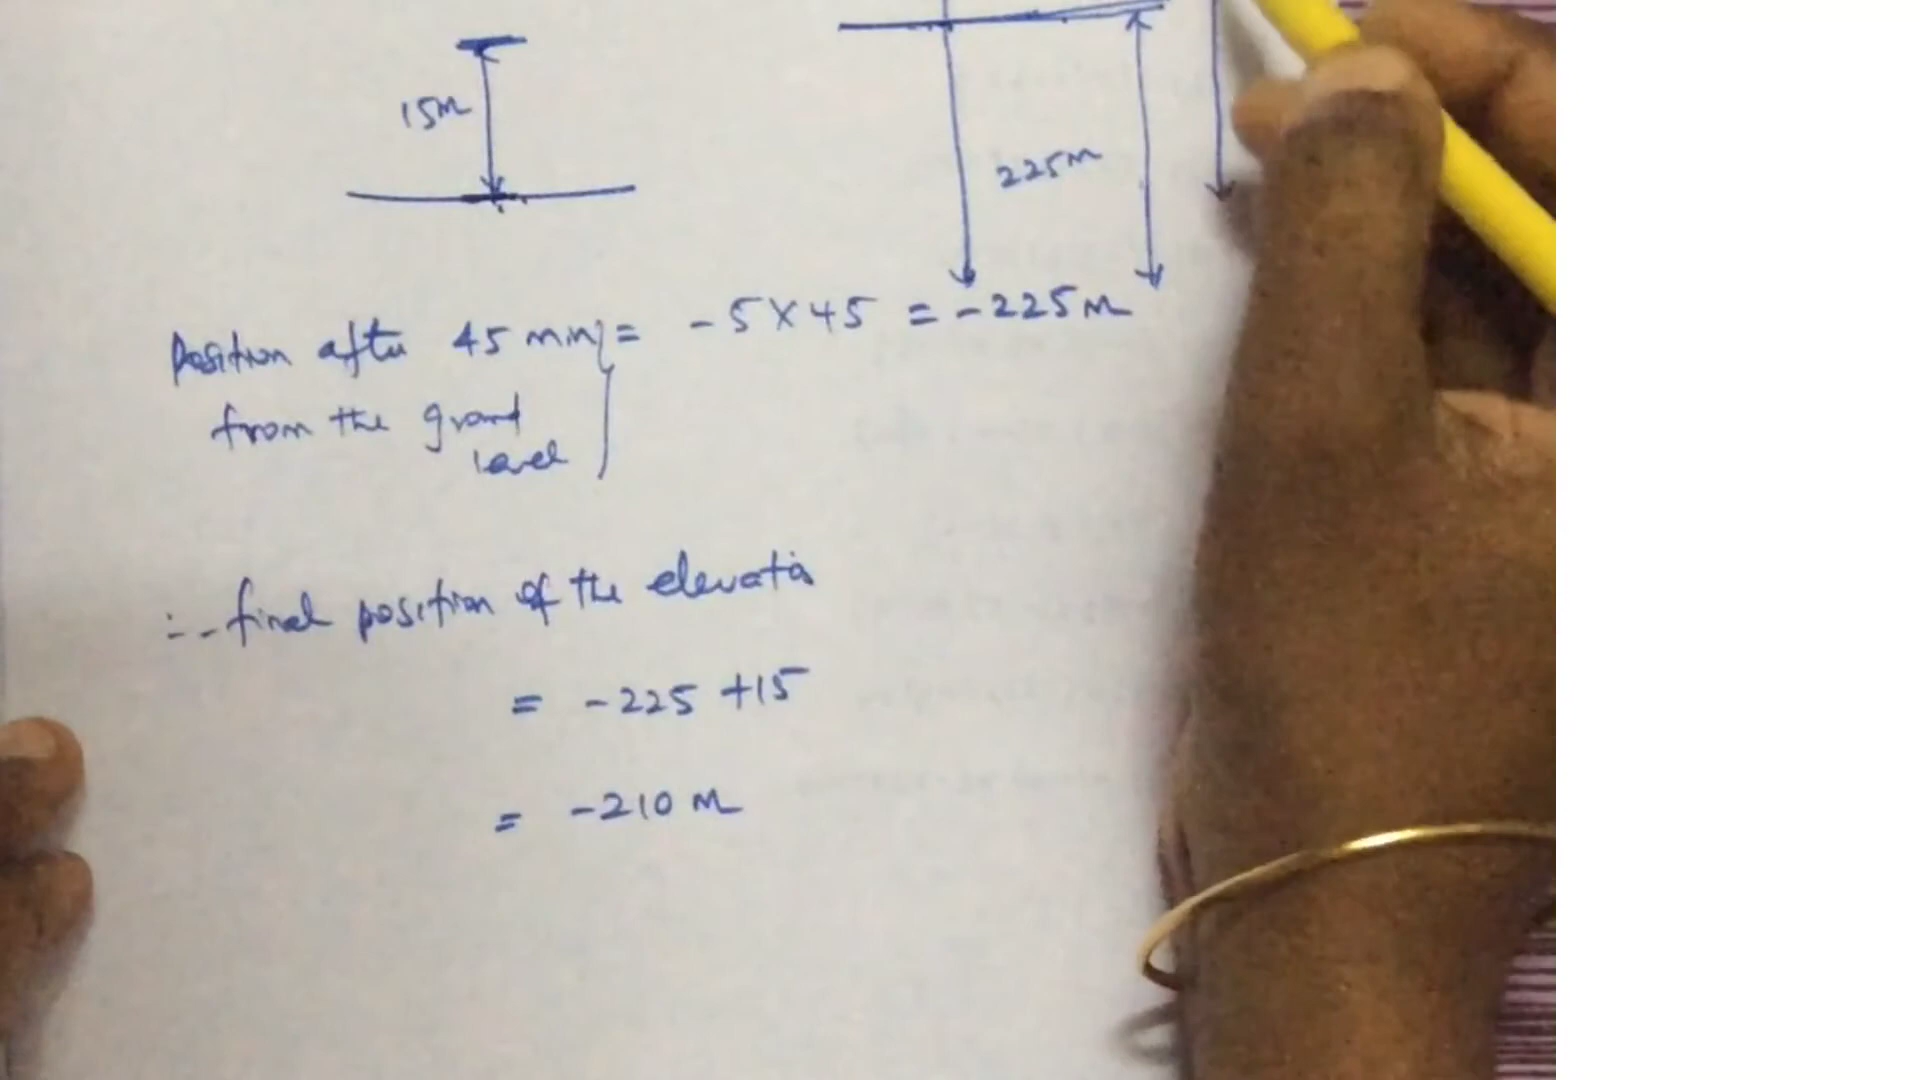 15m
225m
Position after 45 min = -5×45 = -225m
from the ground
level
∴ final position of the elevator
= -225 +15
= -210 m